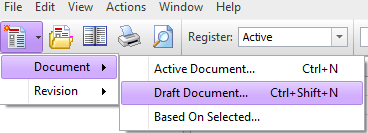 File Edit View Actions Window Help
Register: Active
Document Active Document... Ctrl+N
Revision Draft Document... Ctrl+Shift+N
Based On Selected...